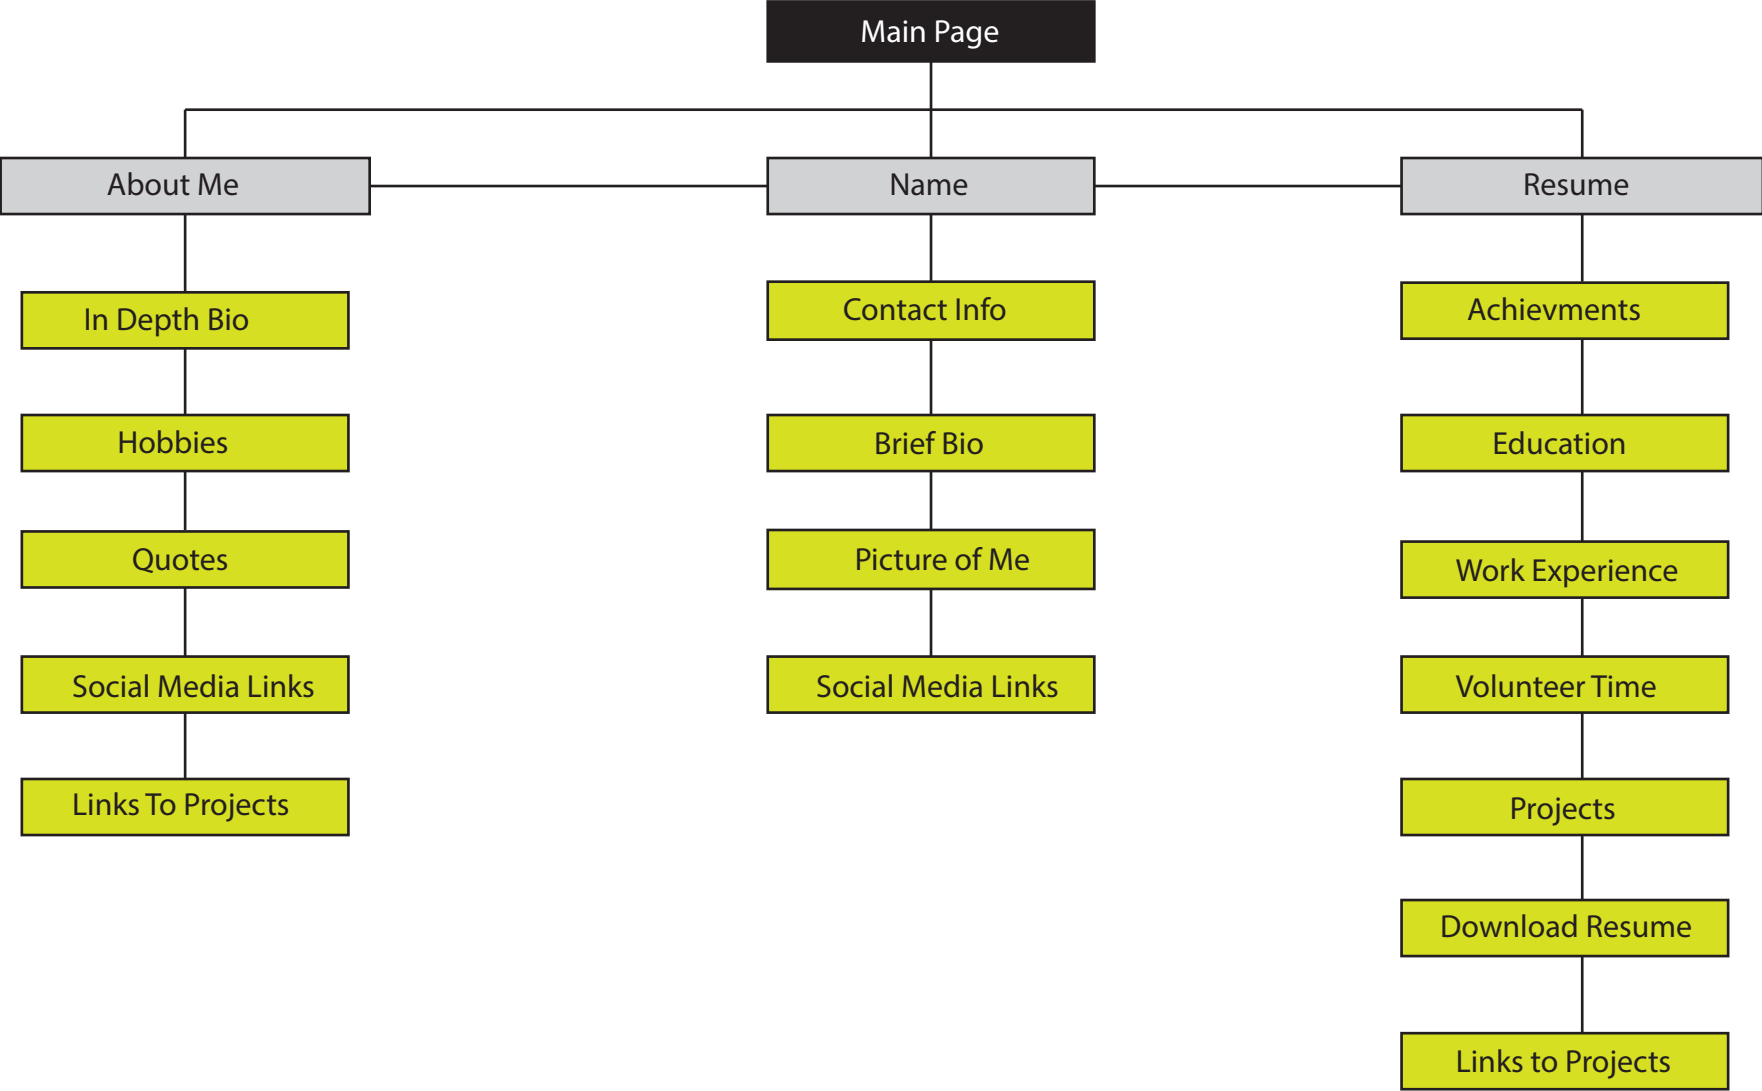 Main Page
About Me
Name
Resume
In Depth Bio
Hobbies
Quotes
Social Media Links
Links To Projects
Contact Info
Brief Bio
Picture of Me
Social Media Links
Achievments
Education
Work Experience
Volunteer Time
Projects
Download Resume
Links to Projects